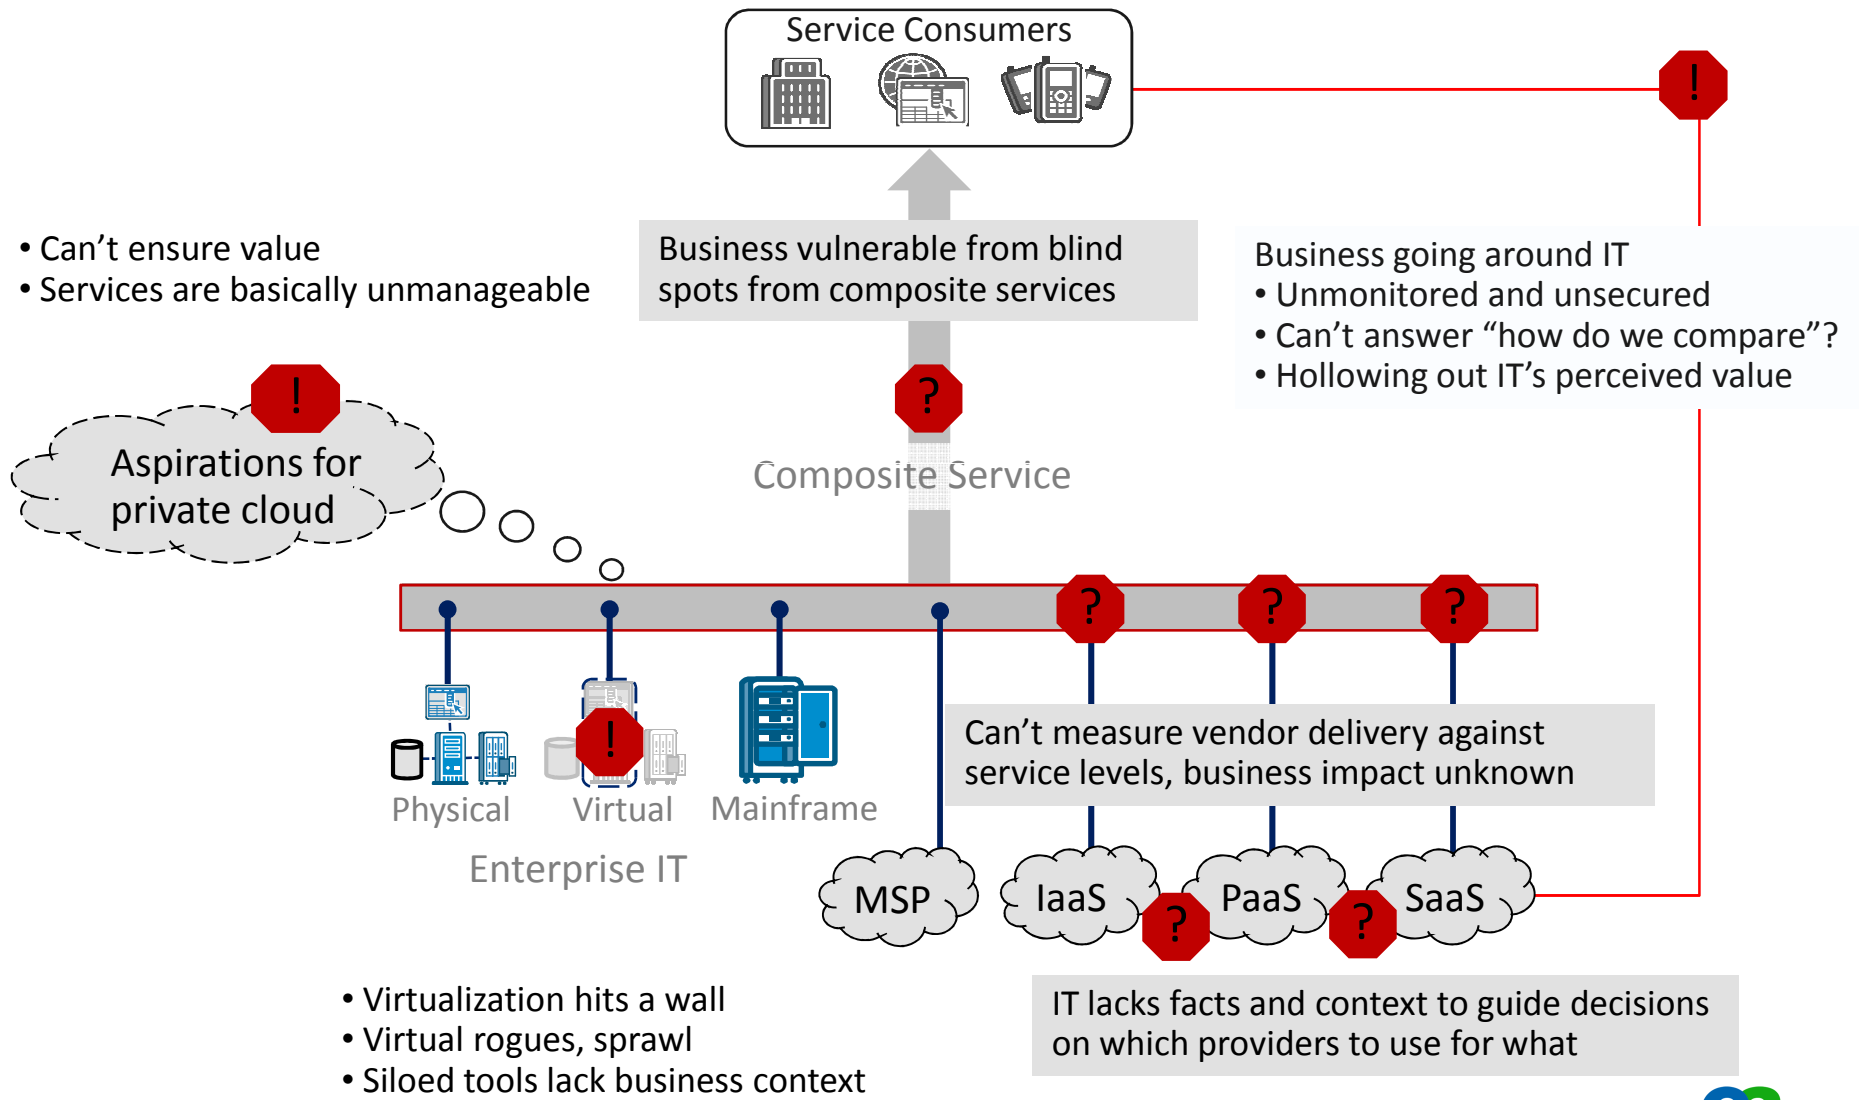 Service Consumers
!
• Can’t ensure value
• Services are basically unmanageable
Business vulnerable from blind
spots from composite services
Business going around IT
• Unmonitored and unsecured
• Can’t answer “how do we compare”?
• Hollowing out IT’s perceived value
!
?
Aspirations for
private cloud
Composite Service
? ? ?
!
Can’t measure vendor delivery against
service levels, business impact unknown
Physical Virtual Mainframe
Enterprise IT
MSP IaaS PaaS SaaS
? ?
• Virtualization hits a wall
• Virtual rogues, sprawl
• Siloed tools lack business context
IT lacks facts and context to guide decisions
on which providers to use for what